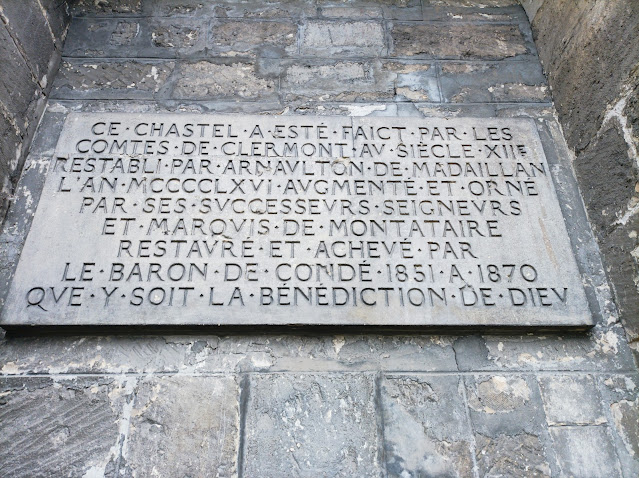 CE · CHASTEL · A · ESTÉ · FAICT · PAR · LES
COMTES · DE · CLERMONT · AV · SIÈCLE · XIIE
RESTABLI · PAR · ARNAVLTON · DE · MADAILLAN
L'AN · MCCCCLXVI · AVGMENTÉ · ET · ORNÉ
PAR · SES · SVCCESSEVRS · SEIGNEVRS
ET · MARQVIS · DE · MONTATAIRE
RESTAVRÉ · ET · ACHEVÉ · PAR
LE · BARON · DE · CONDÉ · 1851 · A · 1870
QVE · Y · SOIT · LA · BÉNÉDICTION · DE · DIEV